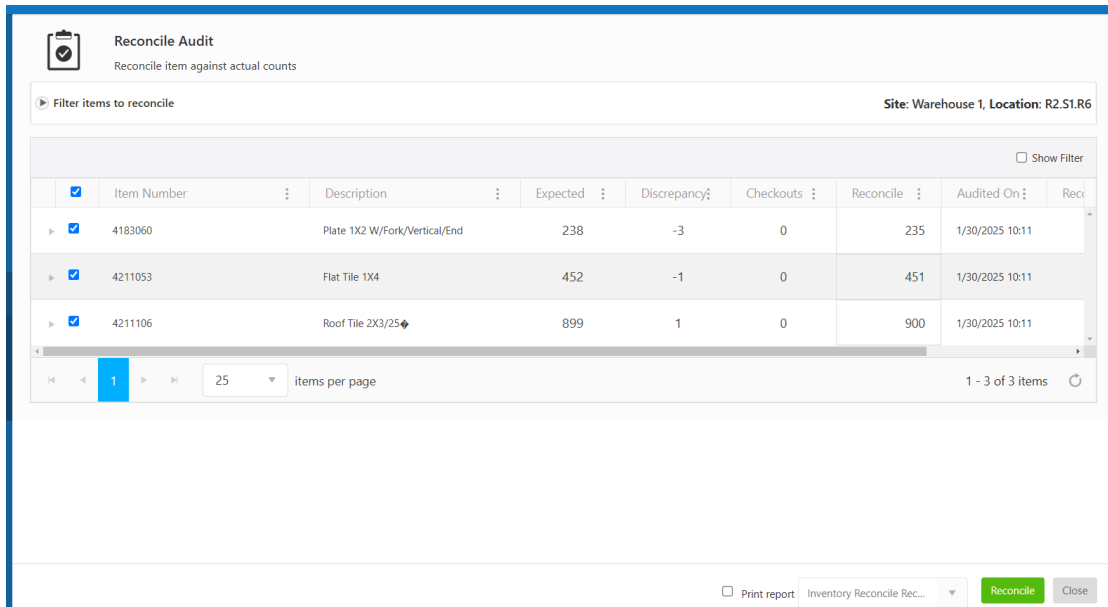 Reconcile Audit
Reconcile item against actual counts
Filter items to reconcile Site: Warehouse 1, Location: R2.S1.R6
Show Filter
Item Number Description Expected Discrepancy Checkouts Reconcile Audited On Reco
4183060 Plate 1X2 W/Fork/Vertical/End 238 -3 0 235 1/30/2025 10:11
4211053 Flat Tile 1X4 452 -1 0 451 1/30/2025 10:11
4211106 Roof Tile 2X3/25� 899 1 0 900 1/30/2025 10:11
1 25 items per page 1 - 3 of 3 items
Print report Inventory Reconcile Rec... Reconcile Close